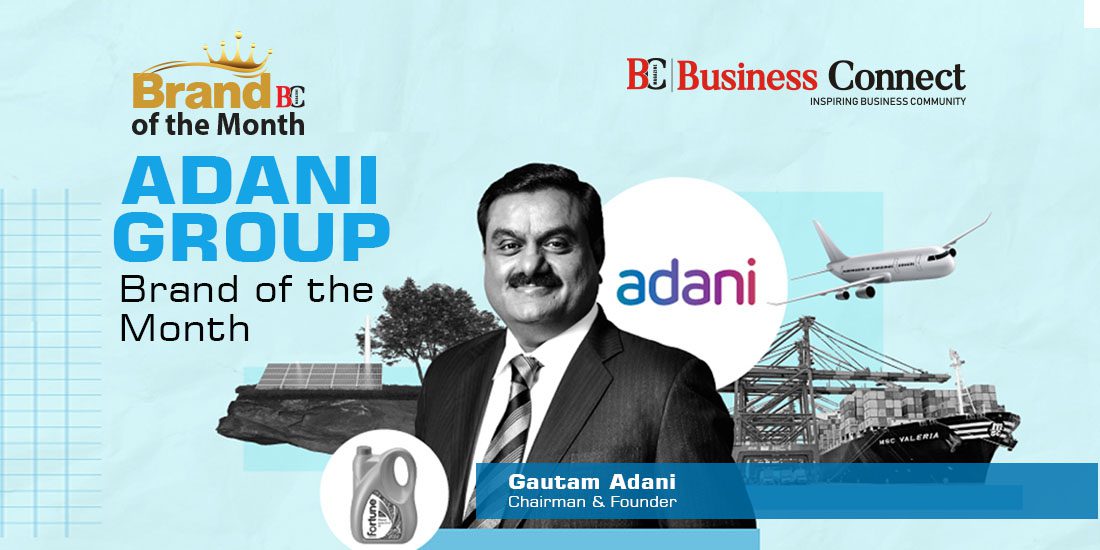 Brand BC
of the Month
BC MAGAZINE Business Connect
INSPIRING BUSINESS COMMUNITY
ADANI
GROUP
Brand of the
Month
adani
MSC VALERIA
fortune
Gautam Adani
Chairman & Founder